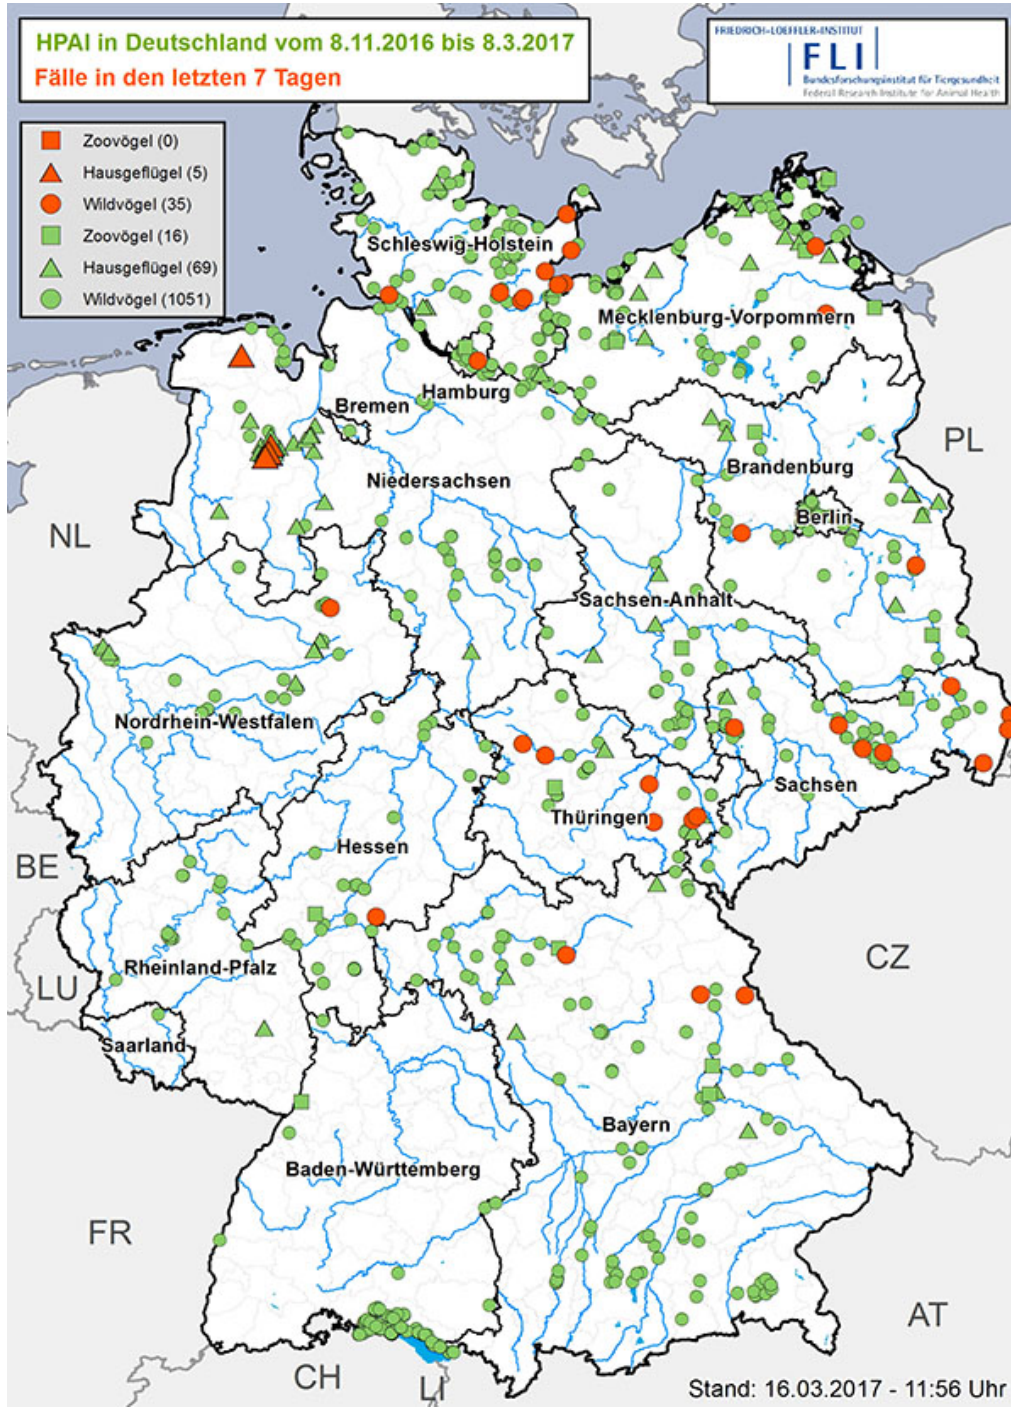 HPAI in Deutschland vom 8.11.2016 bis 8.3.2017
Fälle in den letzten 7 Tagen
FRIEDRICH-LOEFFLER-INSTITUT
FLI
Bundesforschungsinstitut für Tiergesundheit
Federal Research Institute for Animal Health
Zoovögel (0)
Hausgeflügel (5)
Wildvögel (35)
Zoovögel (16)
Hausgeflügel (69)
Wildvögel (1051)
Schleswig-Holstein
Mecklenburg-Vorpommern
Hamburg
Bremen
PL
Brandenburg
Niedersachsen
Berlin
NL
Sachsen-Anhalt
Nordrhein-Westfalen
Sachsen
Thüringen
Hessen
BE
CZ
Rheinland-Pfalz
LU
Saarland
Bayern
Baden-Württemberg
FR
AT
CH
LI
Stand: 16.03.2017 - 11:56 Uhr